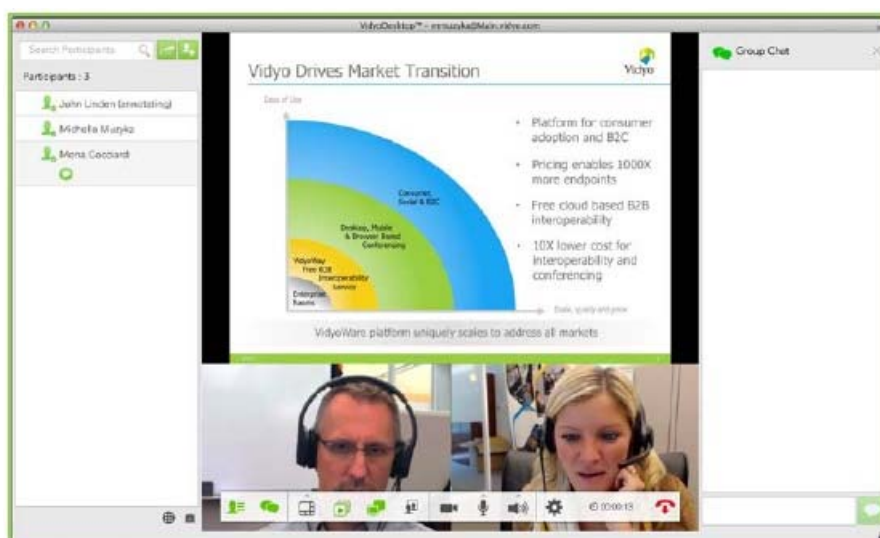 VidyoDesktop™ - mmuzyka@Main.vidyo.com
Search Participants
Participants : 3
John Linden (annotating)
Michelle Muzyka
Mona Cocciardi
Vidyo Drives Market Transition
Vidyo
Ease of Use
Consumer,
Social & B2C
Desktop, Mobile
& Browser Based
Conferencing
VidyoWay
Free B2B
Interoperability
Service
Enterprise
Rooms
Scale, speed and price
• Platform for consumer
adoption and B2C
• Pricing enables 1000X
more endpoints
• Free cloud based B2B
interoperability
• 10X lower cost for
interoperability and
conferencing
VidyoWare platform uniquely scales to address all markets
Group Chat
00:00:13